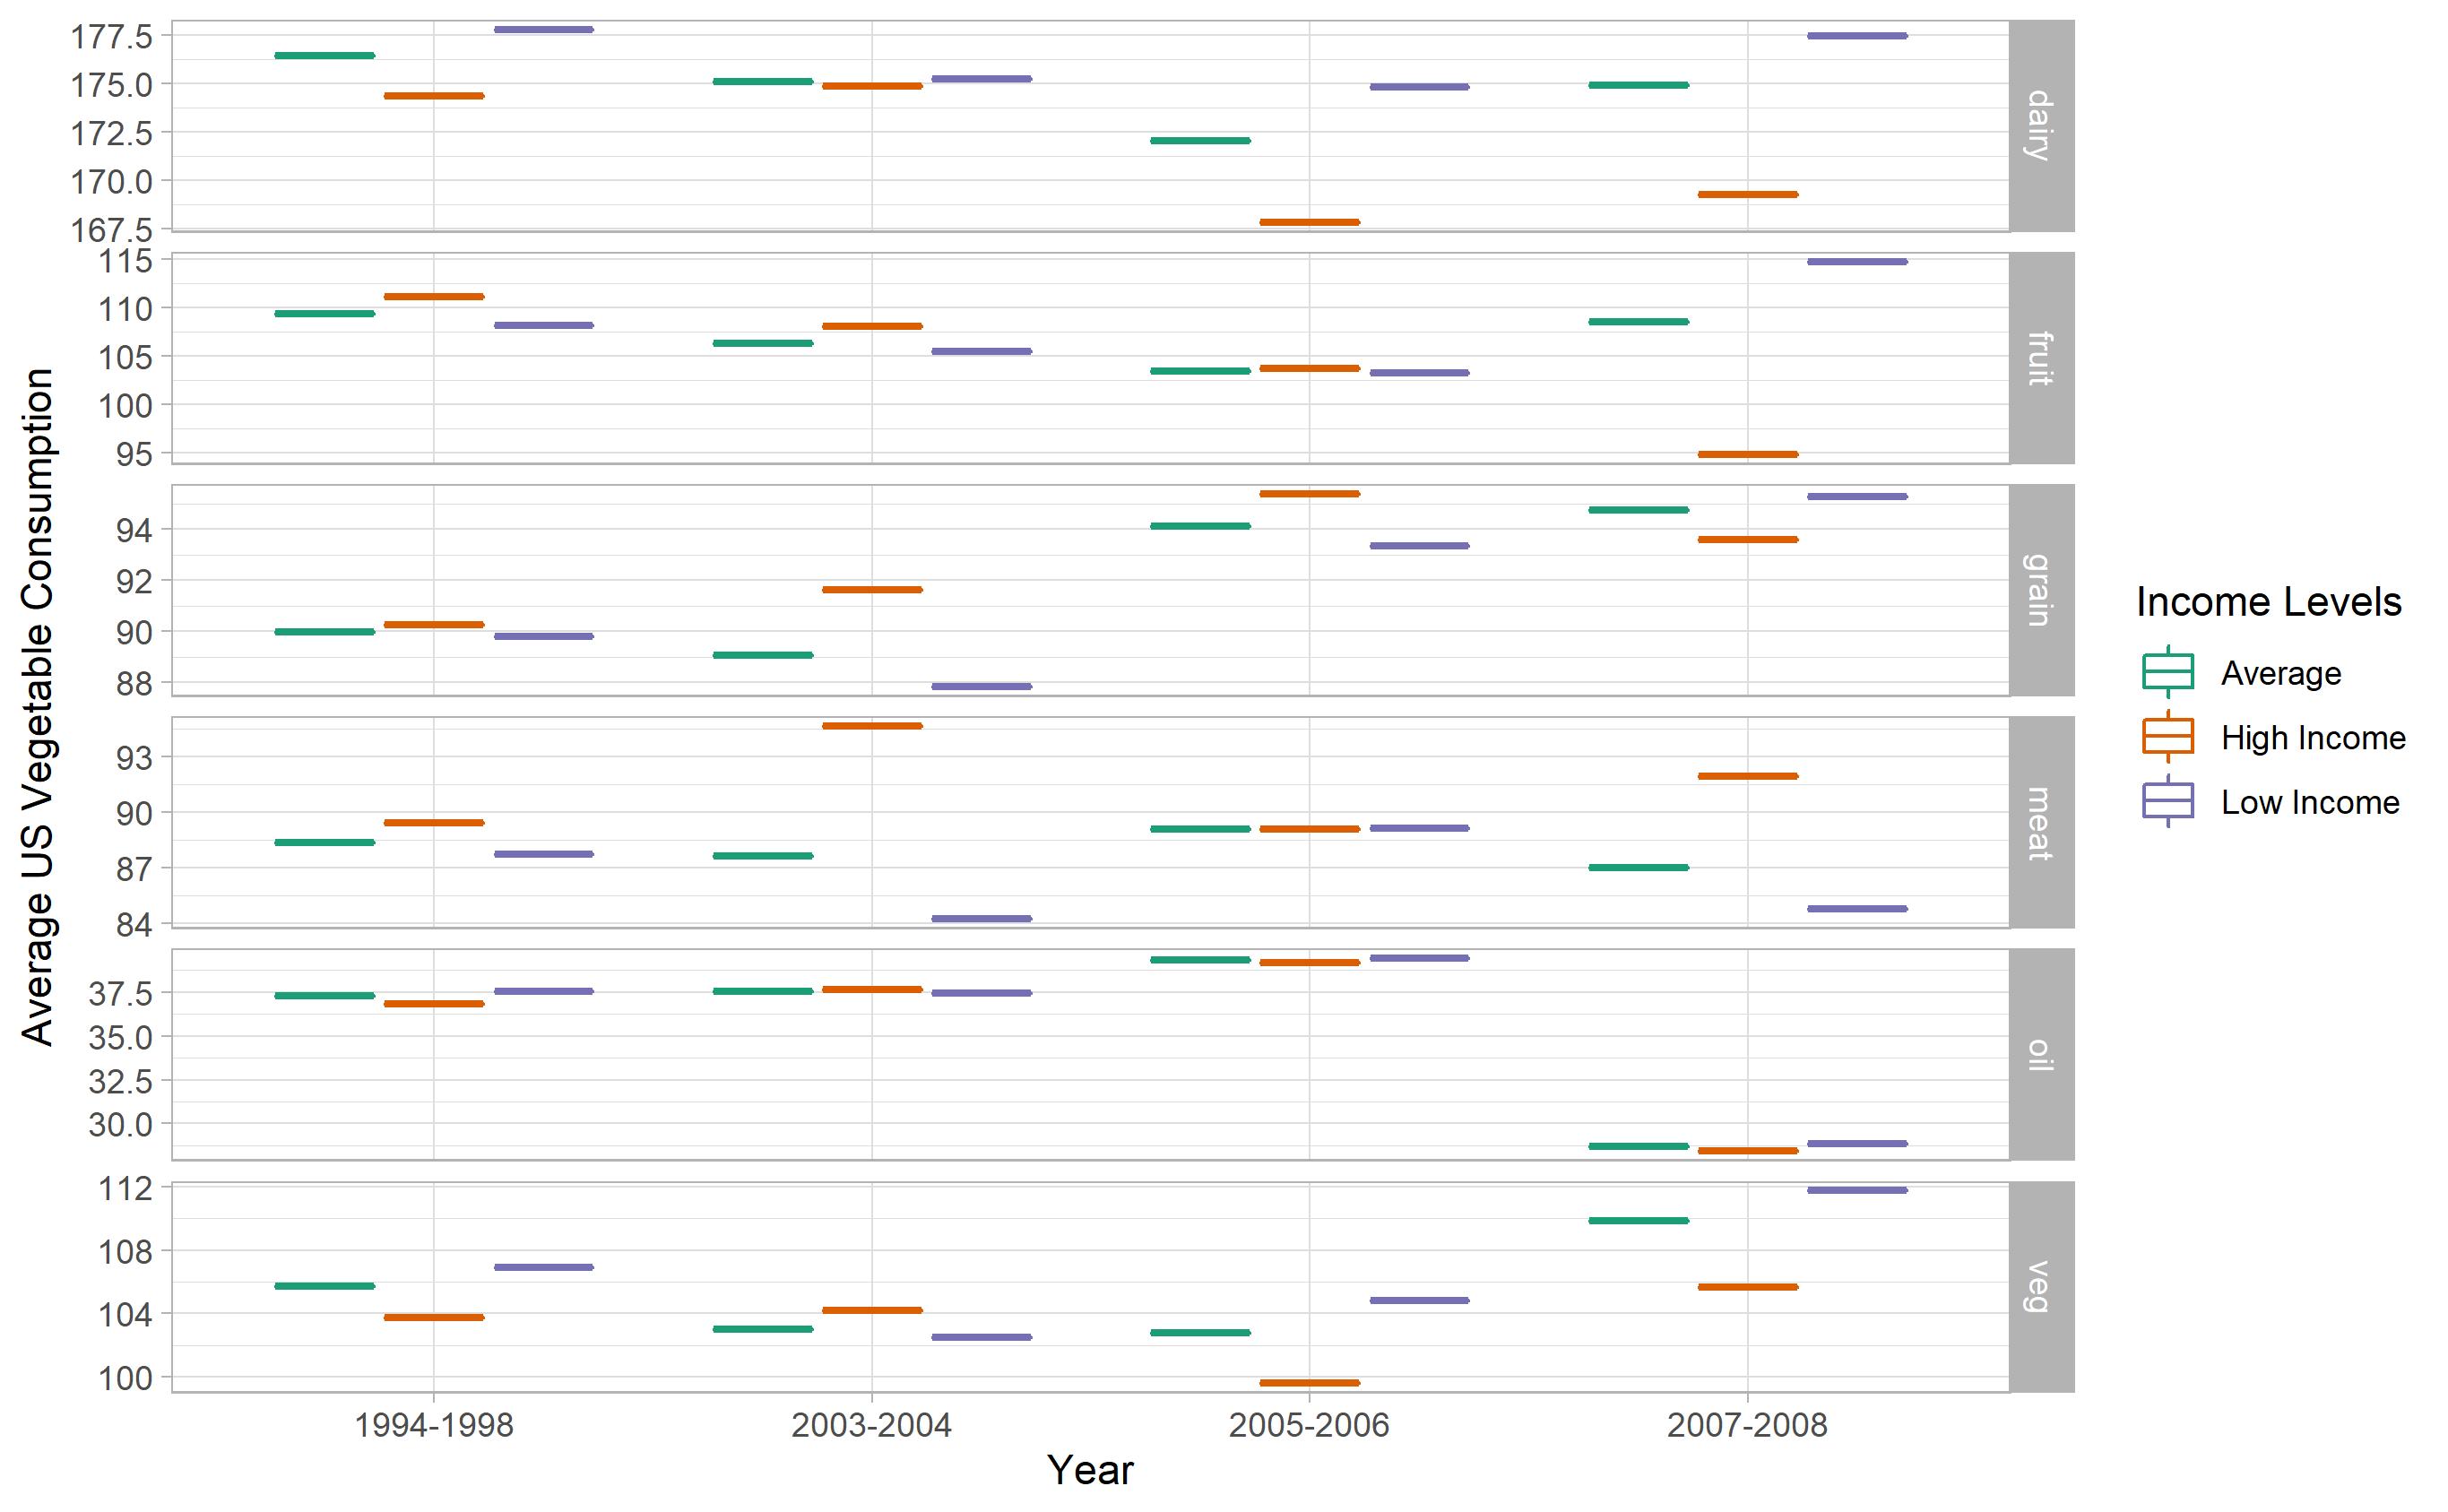 Average US Vegetable Consumption
177.5
175.0
172.5
170.0
167.5
dairy
115
110
105
100
95
fruit
94
92
90
88
grain
93
90
87
84
meat
37.5
35.0
32.5
30.0
oil
112
108
104
100
veg
1994-1998
2003-2004
2005-2006
2007-2008
Year
Income Levels
Average
High Income
Low Income